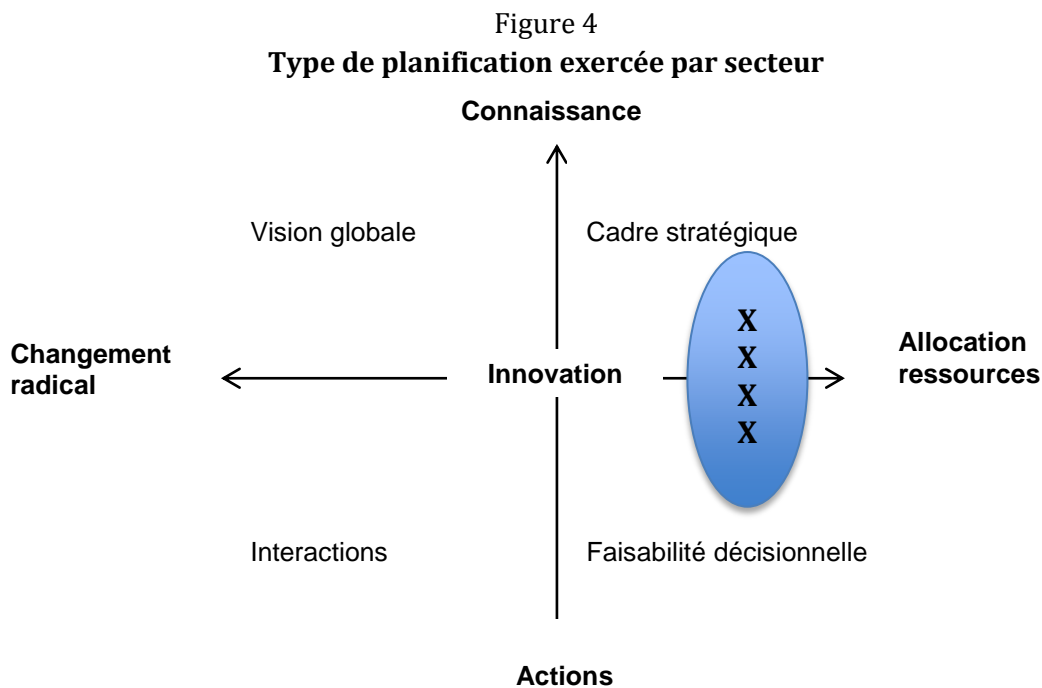 Figure 4
Type de planification exercée par secteur
Connaissance
Vision globale
Cadre stratégique
X
X
X
X
Changement
radical
Innovation
Allocation
ressources
Interactions
Faisabilité décisionnelle
Actions